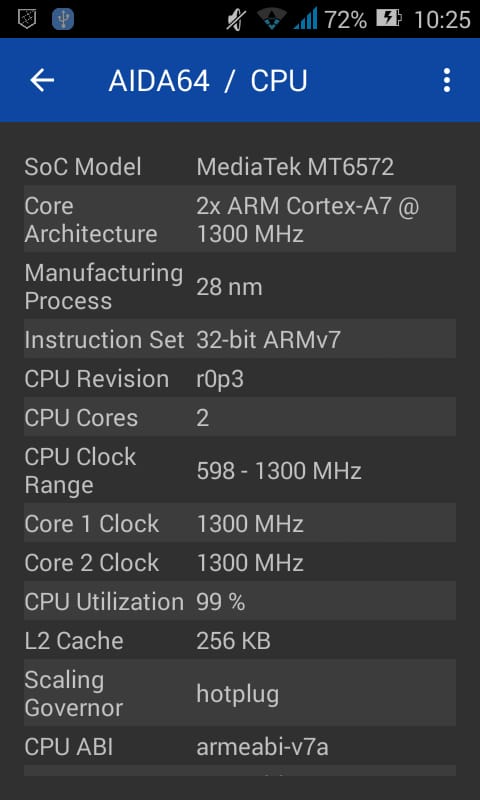 72% 10:25
AIDA64 / CPU
SoC Model MediaTek MT6572
Core Architecture 2x ARM Cortex-A7 @ 1300 MHz
Manufacturing Process 28 nm
Instruction Set 32-bit ARMv7
CPU Revision r0p3
CPU Cores 2
CPU Clock Range 598 - 1300 MHz
Core 1 Clock 1300 MHz
Core 2 Clock 1300 MHz
CPU Utilization 99 %
L2 Cache 256 KB
Scaling Governor hotplug
CPU ABI armeabi-v7a